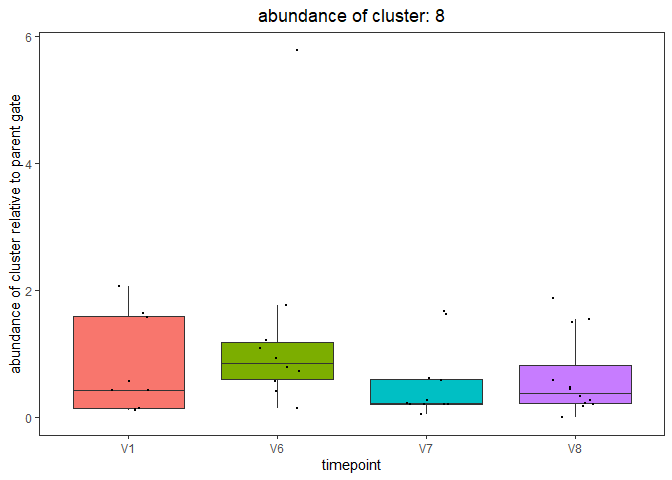 abundance of cluster: 8
abundance of cluster relative to parent gate
6
4
2
0
V1 V6 V7 V8
timepoint